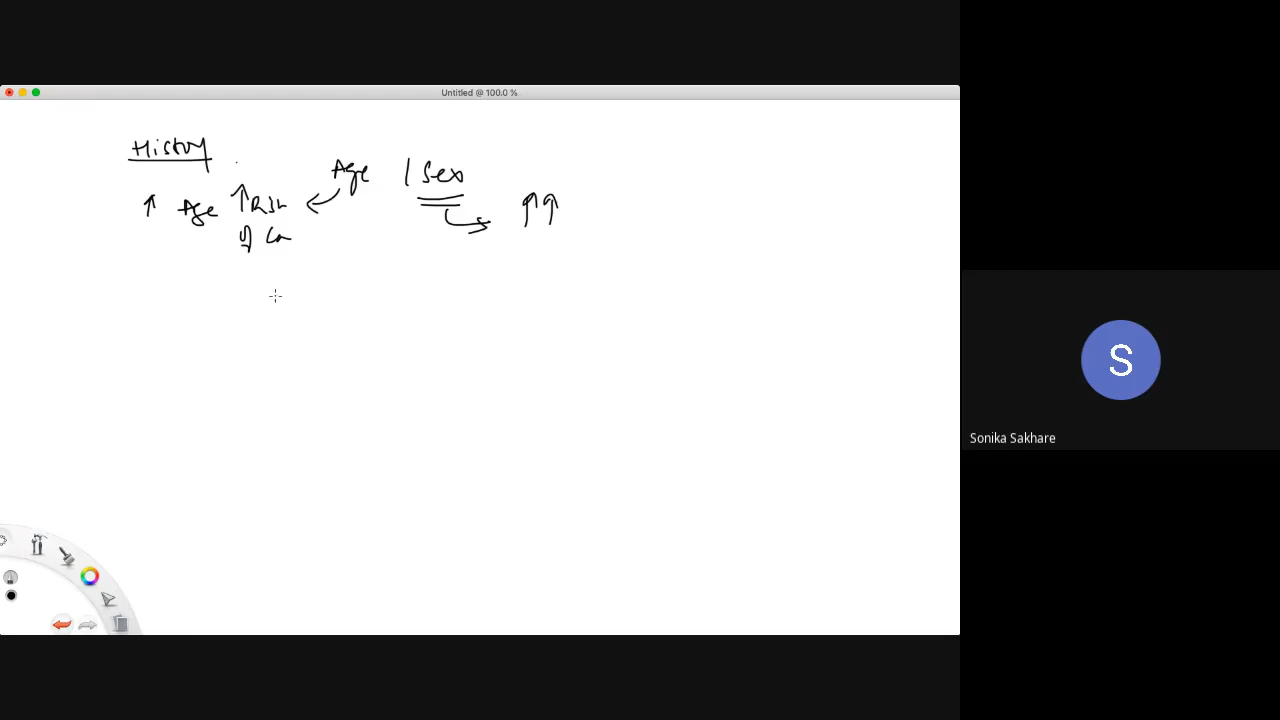 Untitled @ 100.0 %
History
Age / Sex
↑ Age ↑ Risk ← ↑↑
of Ca
S
Sonika Sakhare